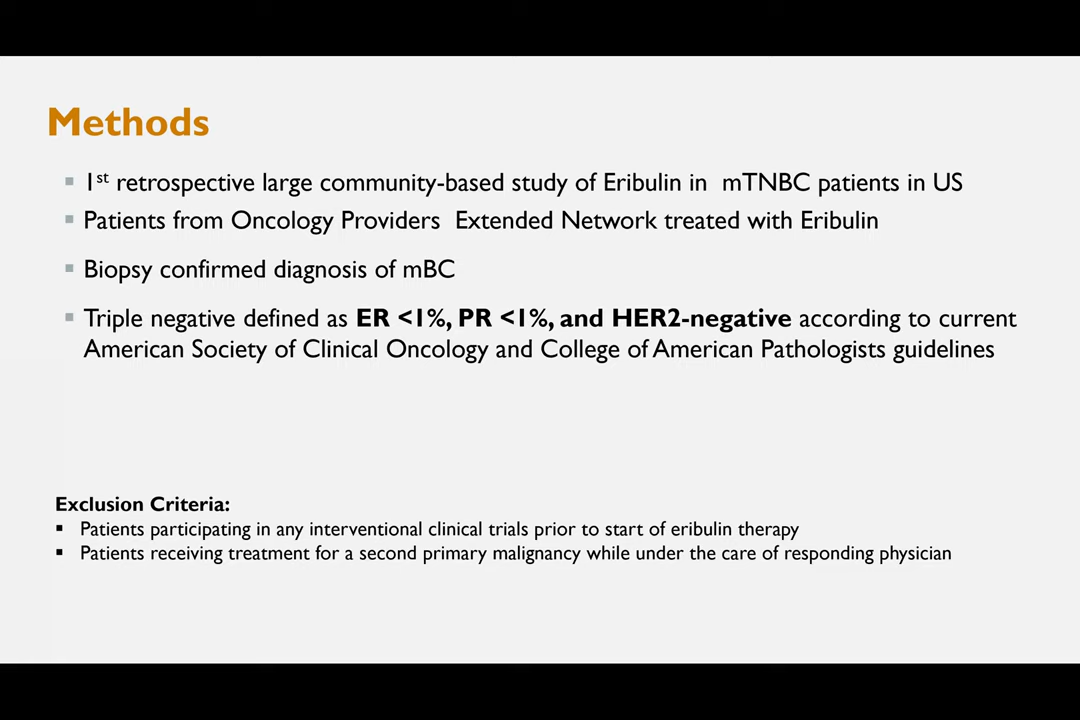 Methods
▪ 1st retrospective large community-based study of Eribulin in mTNBC patients in US
▪ Patients from Oncology Providers Extended Network treated with Eribulin
▪ Biopsy confirmed diagnosis of mBC
▪ Triple negative defined as ER <1%, PR <1%, and HER2-negative according to current
American Society of Clinical Oncology and College of American Pathologists guidelines
Exclusion Criteria:
▪ Patients participating in any interventional clinical trials prior to start of eribulin therapy
▪ Patients receiving treatment for a second primary malignancy while under the care of responding physician